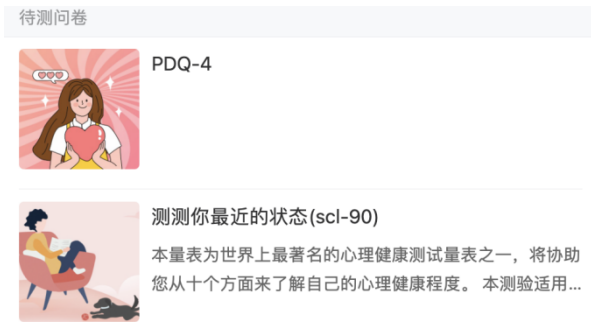 待测问卷
PDQ-4
测测你最近的状态(scl-90)
本量表为世界上最著名的心理健康测试量表之一，将协助
您从十个方面来了解自己的心理健康程度。 本测验适用...